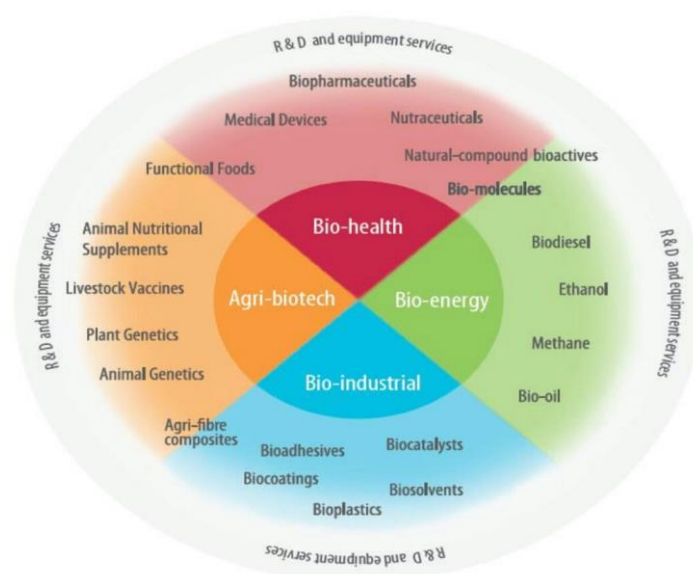 R & D and equipment services
Biopharmaceuticals
Medical Devices
Nutraceuticals
Functional Foods
Natural–compound bioactives
Bio-molecules
Bio-health
Animal Nutritional
Supplements
Livestock Vaccines
Plant Genetics
Animal Genetics
Agri-biotech
R & D and equipment services
Bio-energy
Biodiesel
Ethanol
Methane
Bio-oil
R & D and equipment services
Bio-industrial
Agri–fibre
composites
Bioadhesives
Biocatalysts
Biocoatings
Biosolvents
Bioplastics
R & D and equipment services